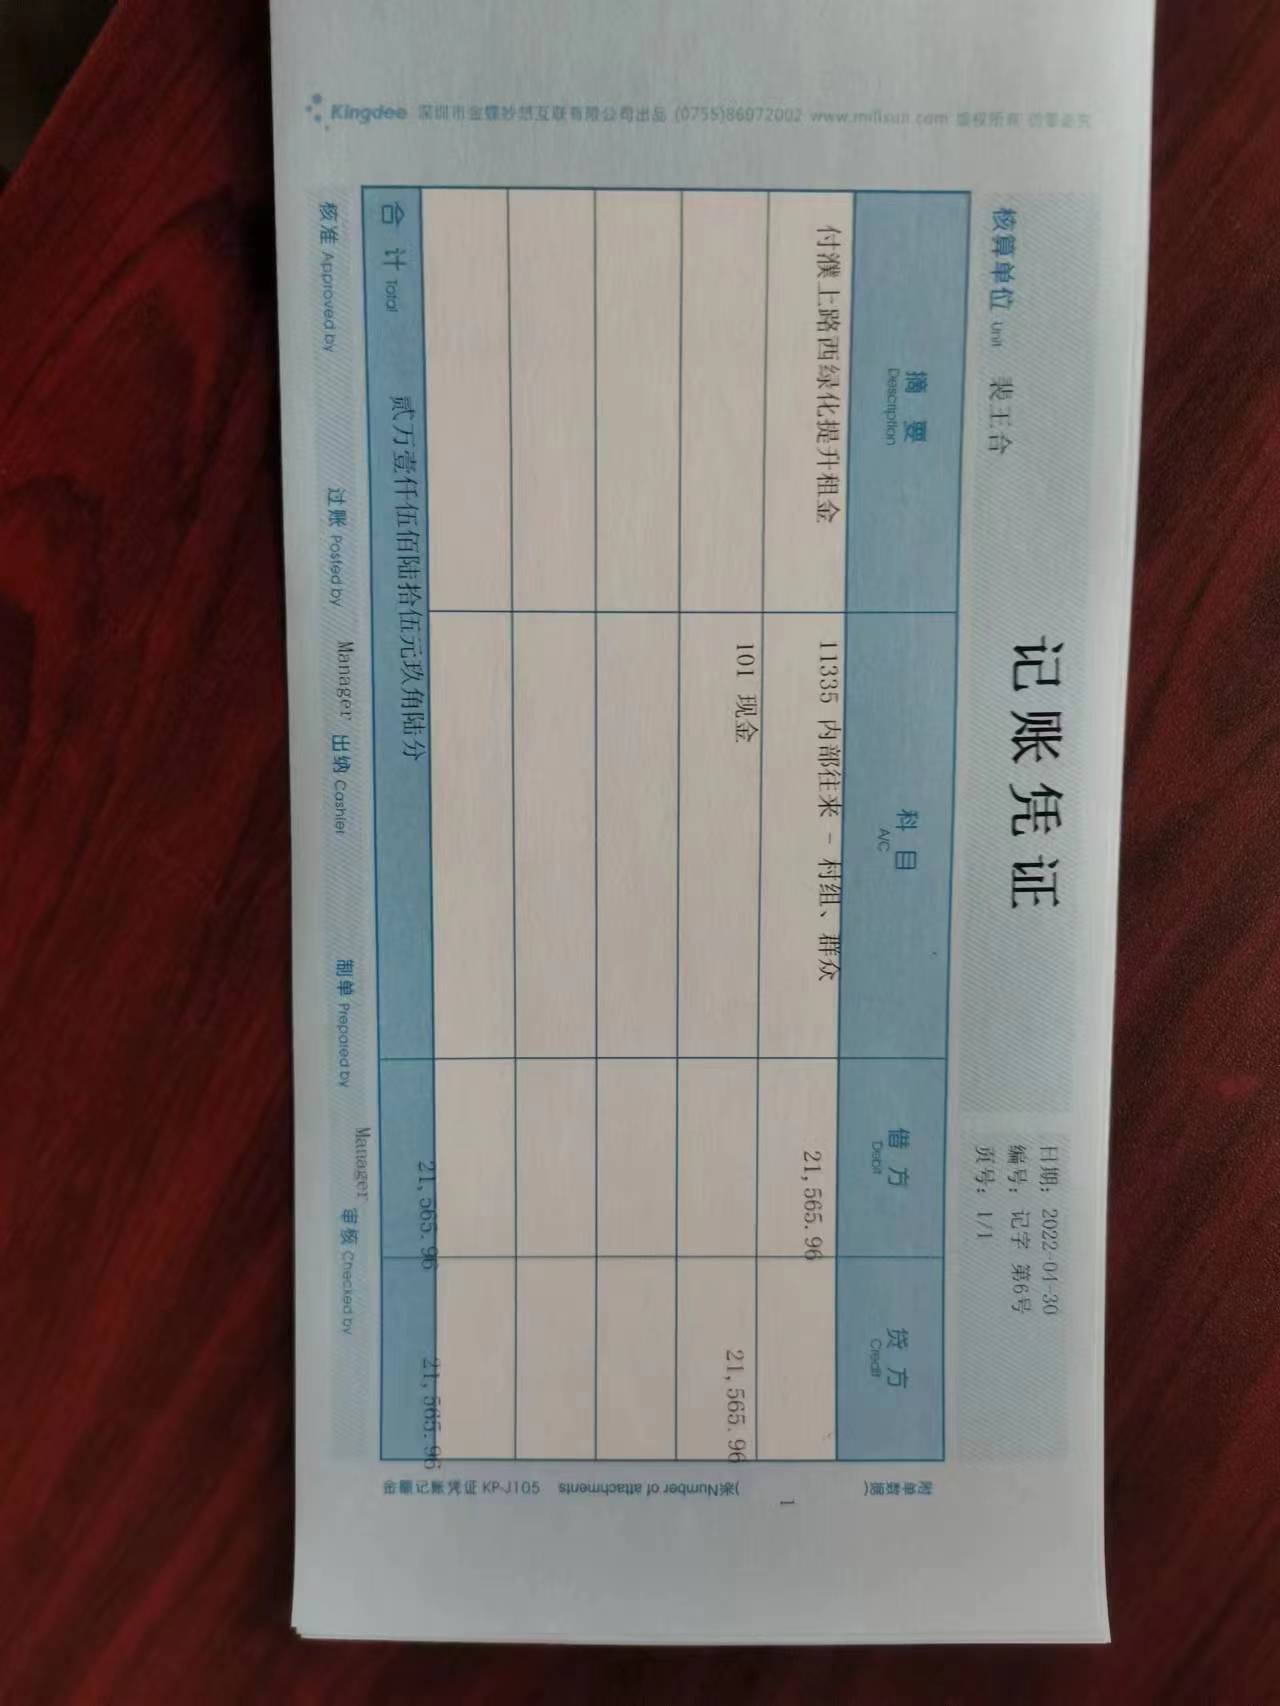 Kingdee 深圳市金蝶妙想互联有限公司出品 (0755)86072002 www.milisun.com 版权所有 仿冒必究
记账凭证
日期: 2022-04-30
核算单位 Unit 裴王合
编号: 记字 第6号
页号: 1/1
摘要 Description 科目 A/C 借方 Debit 贷方 Credit
付濮上路西绿化提升租金 11335 内部往来 - 村组、群众 21,565.96
101 现金 21,565.96
合计 Total 贰万壹仟伍佰陆拾伍元玖角陆分 21,565.96 21,565.96
核准 Approved by 过账 Posted by Manager 出纳 Cashier 制单 Prepared by Manager 审核 Checked by
附单数据( 1 )张(Number of attachments
金蝶记账凭证 KP-J105